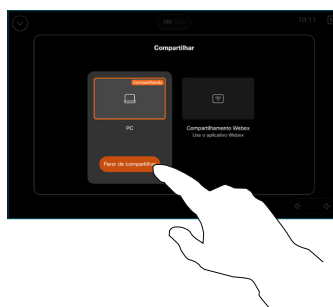 10:11
Compartilhar
Compartilhando
PC
Compartilhamento Webex
Use o aplicativo Webex
Parar de compartilhar